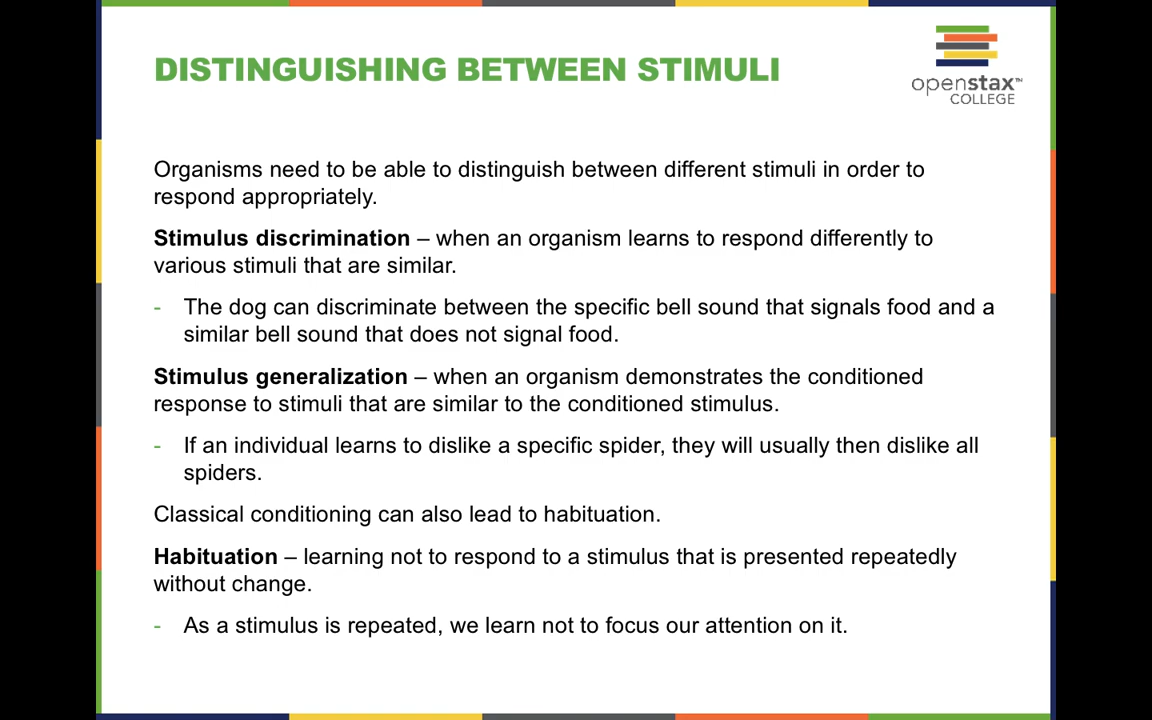 DISTINGUISHING BETWEEN STIMULI
openstax™
COLLEGE
Organisms need to be able to distinguish between different stimuli in order to
respond appropriately.
Stimulus discrimination – when an organism learns to respond differently to
various stimuli that are similar.
- The dog can discriminate between the specific bell sound that signals food and a
similar bell sound that does not signal food.
Stimulus generalization – when an organism demonstrates the conditioned
response to stimuli that are similar to the conditioned stimulus.
- If an individual learns to dislike a specific spider, they will usually then dislike all
spiders.
Classical conditioning can also lead to habituation.
Habituation – learning not to respond to a stimulus that is presented repeatedly
without change.
- As a stimulus is repeated, we learn not to focus our attention on it.